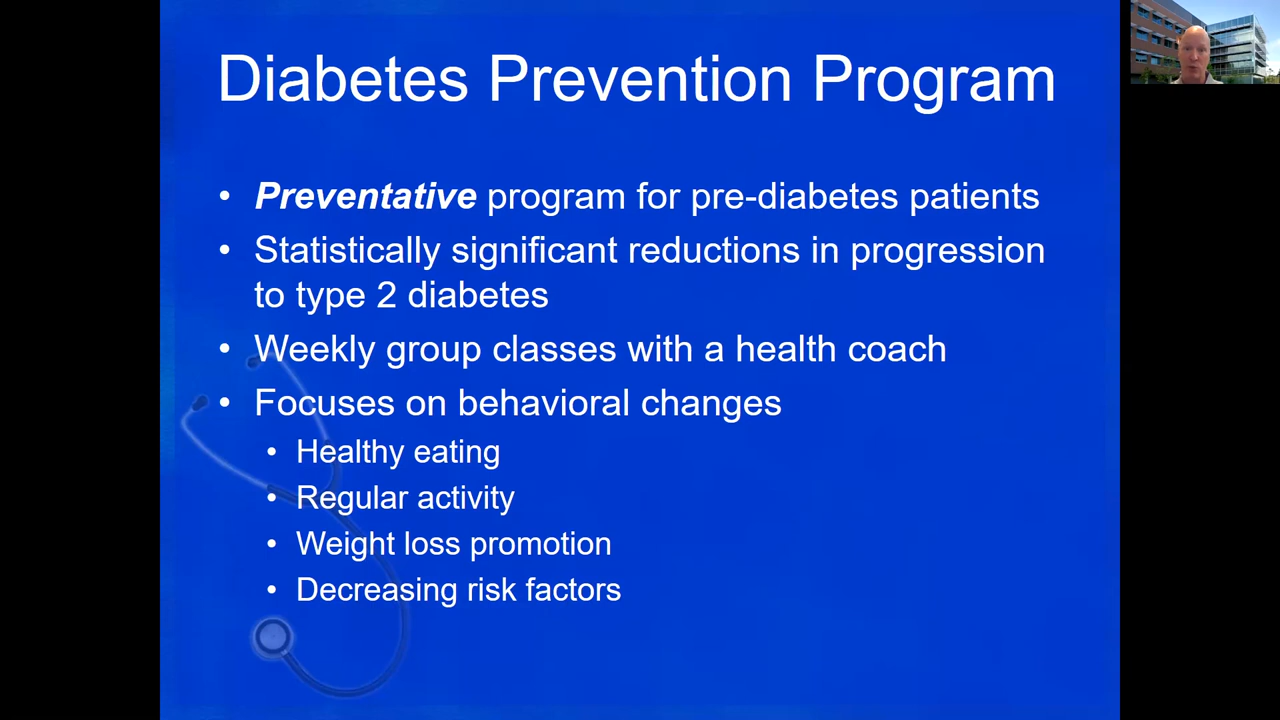 Diabetes Prevention Program
• Preventative program for pre-diabetes patients
• Statistically significant reductions in progression
to type 2 diabetes
• Weekly group classes with a health coach
• Focuses on behavioral changes
• Healthy eating
• Regular activity
• Weight loss promotion
• Decreasing risk factors